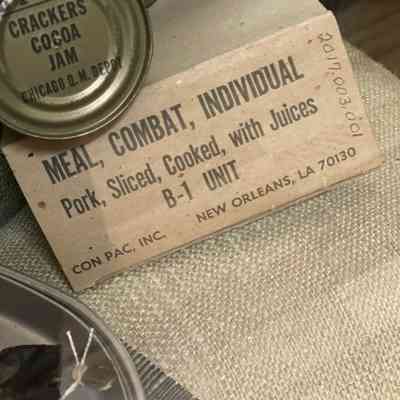 CRACKERS
COCOA
JAM
CHICAGO Q. M. DEPOT
MEAL, COMBAT, INDIVIDUAL
Pork, Sliced, Cooked, with Juices
B-1 UNIT
CON PAC, INC. NEW ORLEANS, LA 70130
2017.003.001